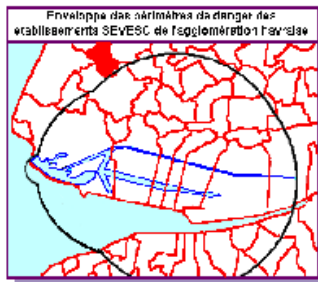 Enveloppe des périmètres de danger des
établissements SEVESO de l'agglomération havraise